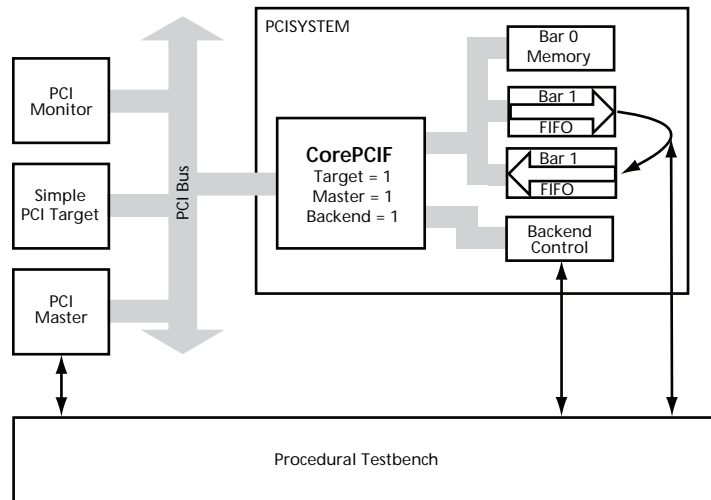 PCISYSTEM
PCI
Monitor
Simple
PCI Target
PCI
Master
PCI Bus
CorePCIF
Target = 1
Master = 1
Backend = 1
Bar 0
Memory
Bar 1
FIFO
Bar 1
FIFO
Backend
Control
Procedural Testbench